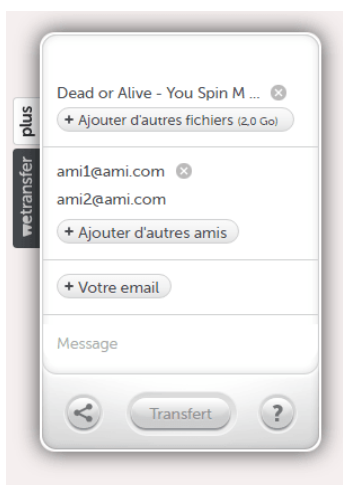 Dead or Alive - You Spin M ...
+ Ajouter d'autres fichiers (2,0 Go)
plus
wetransfer
ami1@ami.com
ami2@ami.com
+ Ajouter d'autres amis
+ Votre email
Message
Transfert
?